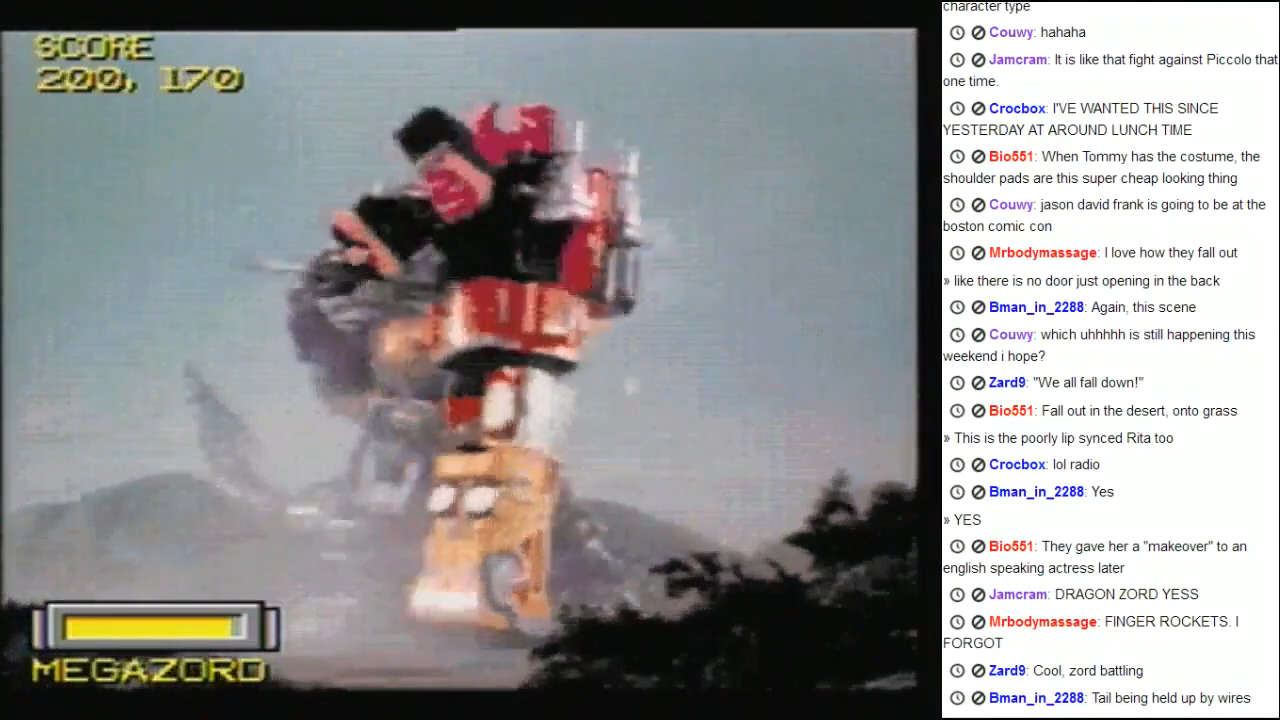 SCORE
200, 170
MEGAZORD
character type
Couwy: hahaha
Jamcram: It is like that fight against Piccolo that
one time.
Crocbox: I'VE WANTED THIS SINCE
YESTERDAY AT AROUND LUNCH TIME
Bio551: When Tommy has the costume, the
shoulder pads are this super cheap looking thing
Couwy: jason david frank is going to be at the
boston comic con
Mrbodymassage: I love how they fall out
» like there is no door just opening in the back
Bman_in_2288: Again, this scene
Couwy: which uhhhhh is still happening this
weekend i hope?
Zard9: "We all fall down!"
Bio551: Fall out in the desert, onto grass
» This is the poorly lip synced Rita too
Crocbox: lol radio
Bman_in_2288: Yes
» YES
Bio551: They gave her a "makeover" to an
english speaking actress later
Jamcram: DRAGON ZORD YESS
Mrbodymassage: FINGER ROCKETS. I
FORGOT
Zard9: Cool, zord battling
Bman_in_2288: Tail being held up by wires